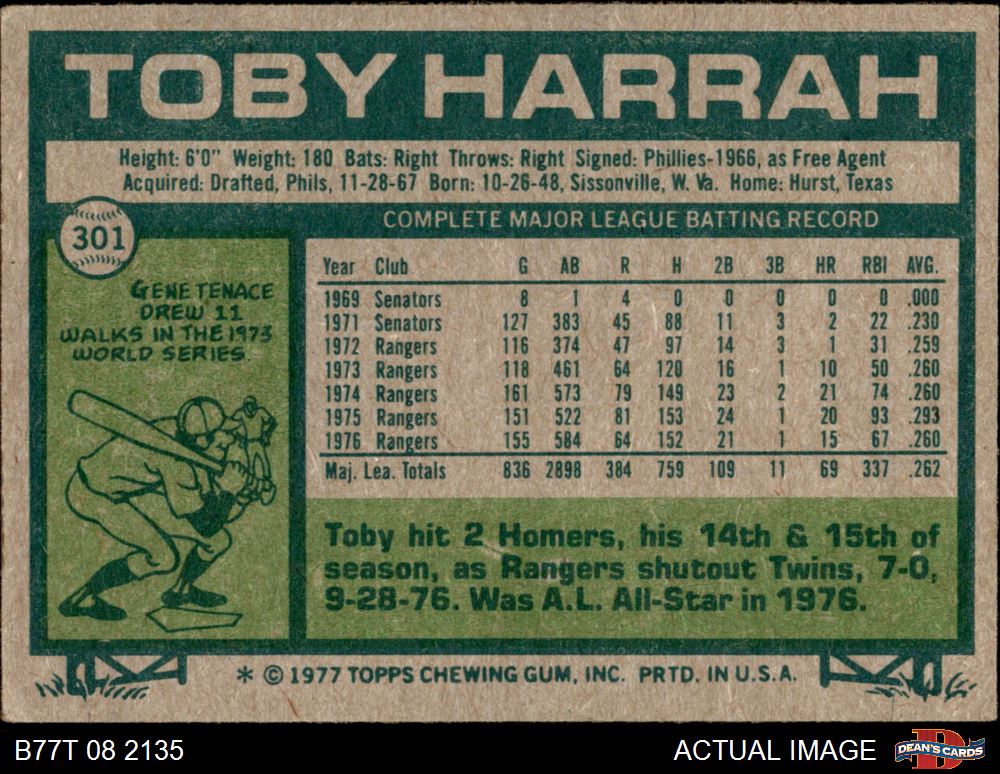 TOBY HARRAH
Height: 6'0" Weight: 180 Bats: Right Throws: Right Signed: Phillies-1966, as Free Agent
Acquired: Drafted, Phils, 11-28-67 Born: 10-26-48, Sissonville, W. Va. Home: Hurst, Texas
301
COMPLETE MAJOR LEAGUE BATTING RECORD
GENE TENACE
DREW 11
WALKS IN THE 1973
WORLD SERIES.
Year Club G AB R H 2B 3B HR RBI AVG.
1969 Senators 8 1 4 0 0 0 0 0 .000
1971 Senators 127 383 45 88 11 3 2 22 .230
1972 Rangers 116 374 47 97 14 3 1 31 .259
1973 Rangers 118 461 64 120 16 1 10 50 .260
1974 Rangers 161 573 79 149 23 2 21 74 .260
1975 Rangers 151 522 81 153 24 1 20 93 .293
1976 Rangers 155 584 64 152 21 1 15 67 .260
Maj. Lea. Totals 836 2898 384 759 109 11 69 337 .262
Toby hit 2 Homers, his 14th & 15th of
season, as Rangers shutout Twins, 7-0,
9-28-76. Was A.L. All-Star in 1976.
* © 1977 TOPPS CHEWING GUM, INC. PRTD. IN U.S.A.
B77T 08 2135
ACTUAL IMAGE
D
DEAN'S CARDS